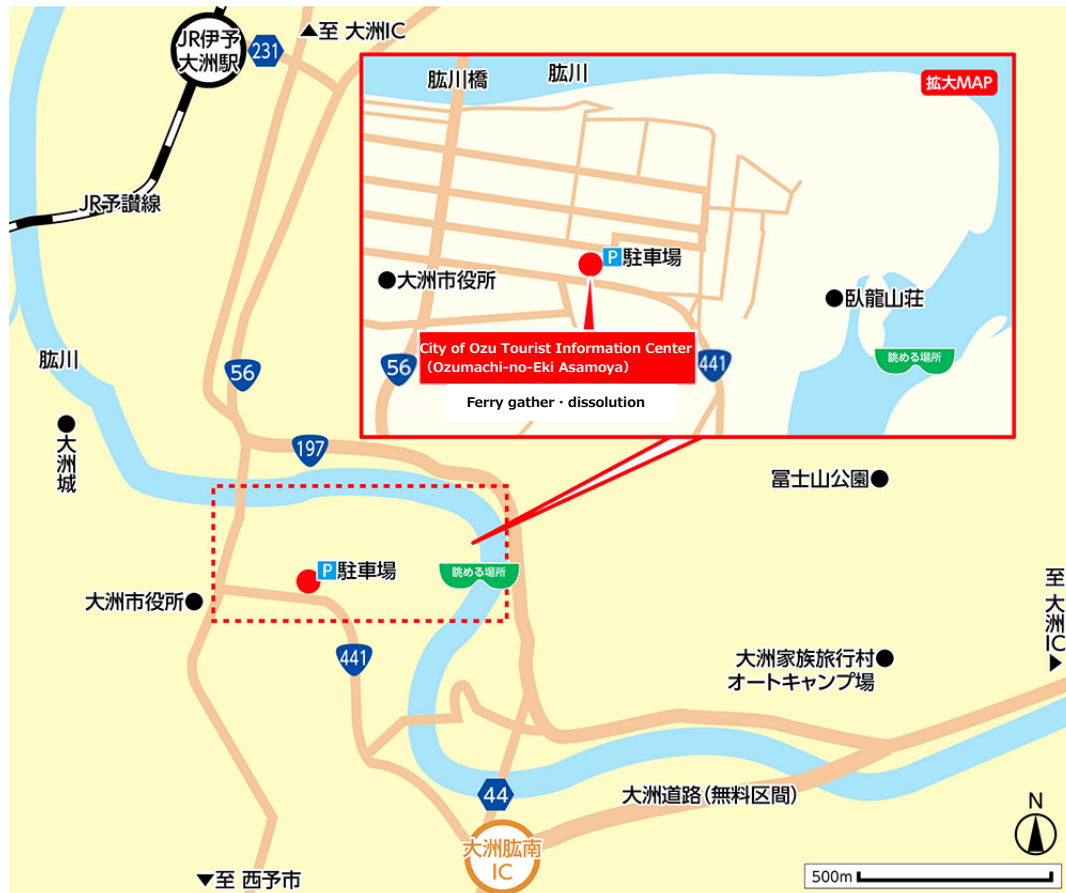 JR伊予
大洲駅
231
▲至 大洲IC
肱川橋
肱川
拡大MAP
JR予讃線
P駐車場
大洲市役所
臥龍山荘
City of Ozu Tourist Information Center
(Ozumachi-no-Eki Asamoya)
56
441
眺める場所
Ferry gather・dissolution
肱川
56
大洲城
197
冨士山公園
P駐車場
眺める場所
大洲市役所
至 大洲IC▶
441
大洲家族旅行村
オートキャンプ場
44
大洲道路(無料区間)
大洲肱南
IC
N
▼至 西予市
500m